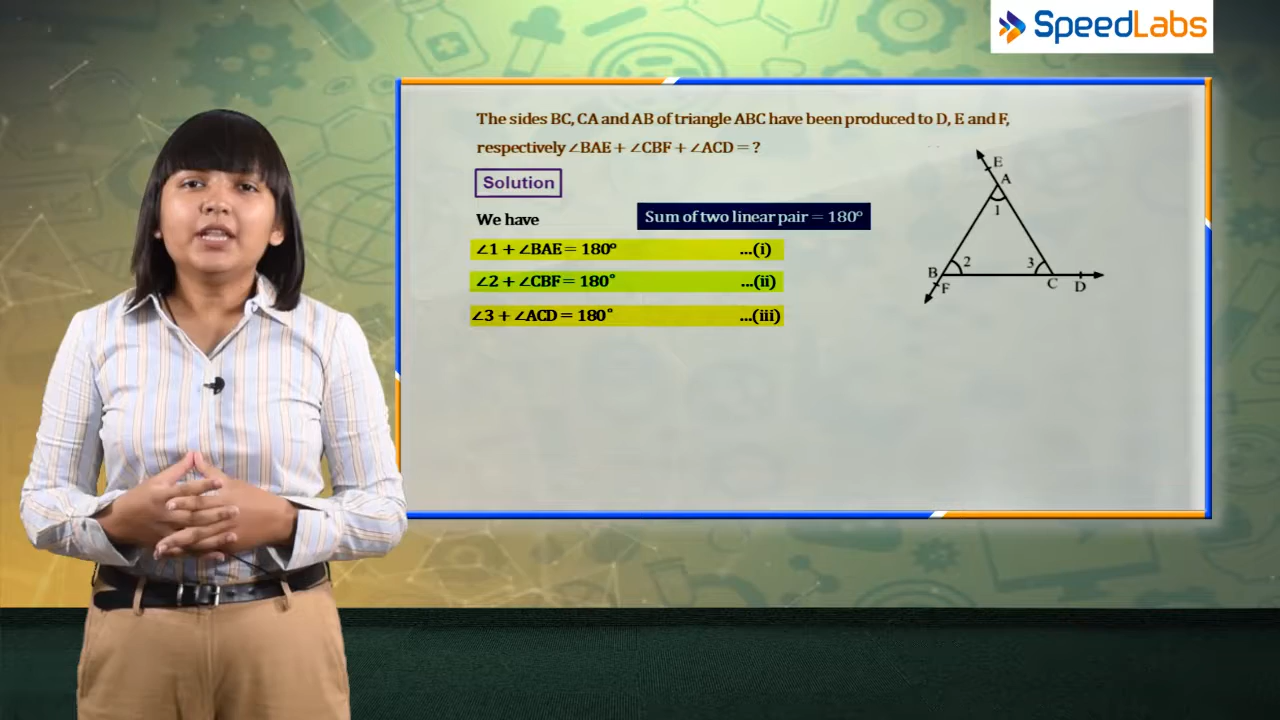 SpeedLabs
The sides BC, CA and AB of triangle ABC have been produced to D, E and F,
respectively ∠BAE + ∠CBF + ∠ACD = ?
Solution
We have
Sum of two linear pair = 180°
∠1 + ∠BAE = 180° ...(i)
∠2 + ∠CBF = 180° ...(ii)
∠3 + ∠ACD = 180° ...(iii)
E
A
1
B 2 3
F C D